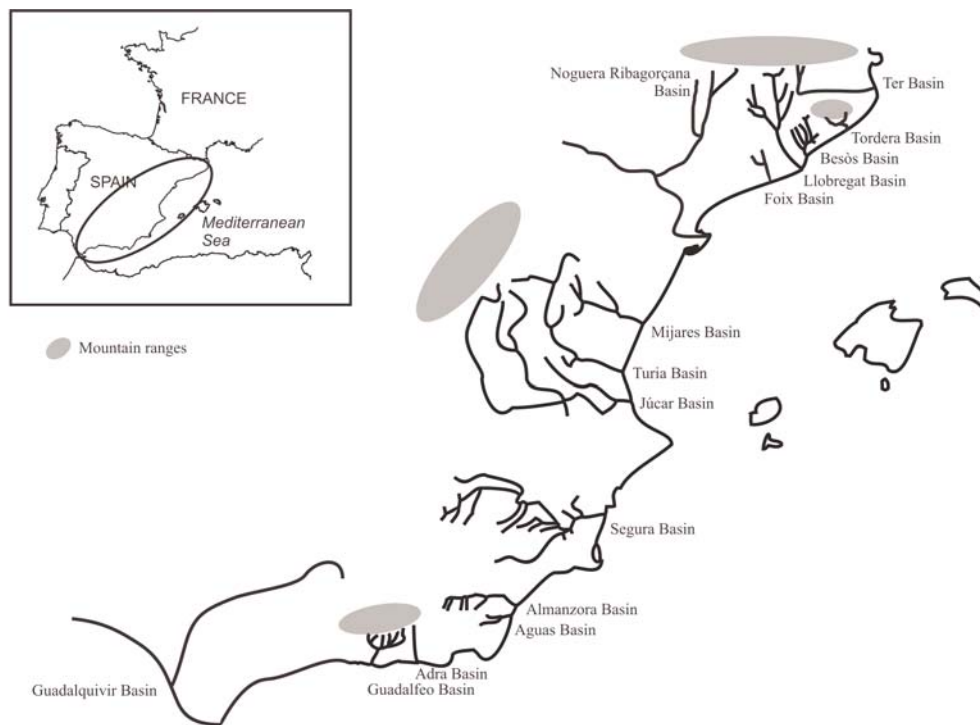 FRANCE
SPAIN
Mediterranean
Sea
Mountain ranges
Noguera Ribagorçana
Basin
Ter Basin
Tordera Basin
Besòs Basin
Llobregat Basin
Foix Basin
Mijares Basin
Turia Basin
Júcar Basin
Segura Basin
Almanzora Basin
Aguas Basin
Adra Basin
Guadalfeo Basin
Guadalquivir Basin